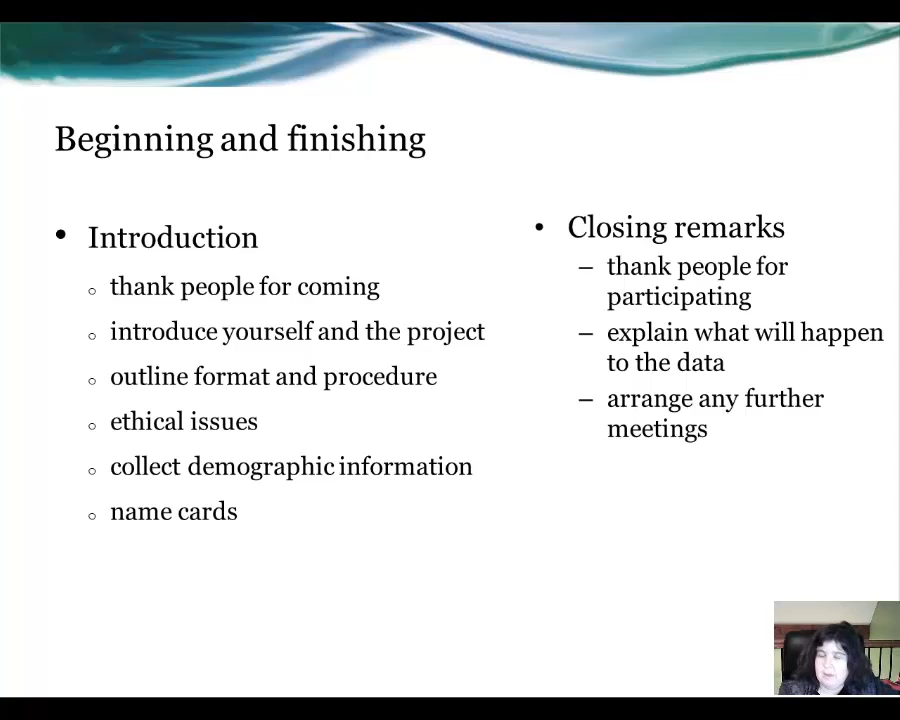 Beginning and finishing
• Introduction
○ thank people for coming
○ introduce yourself and the project
○ outline format and procedure
○ ethical issues
○ collect demographic information
○ name cards
• Closing remarks
– thank people for
participating
– explain what will happen
to the data
– arrange any further
meetings